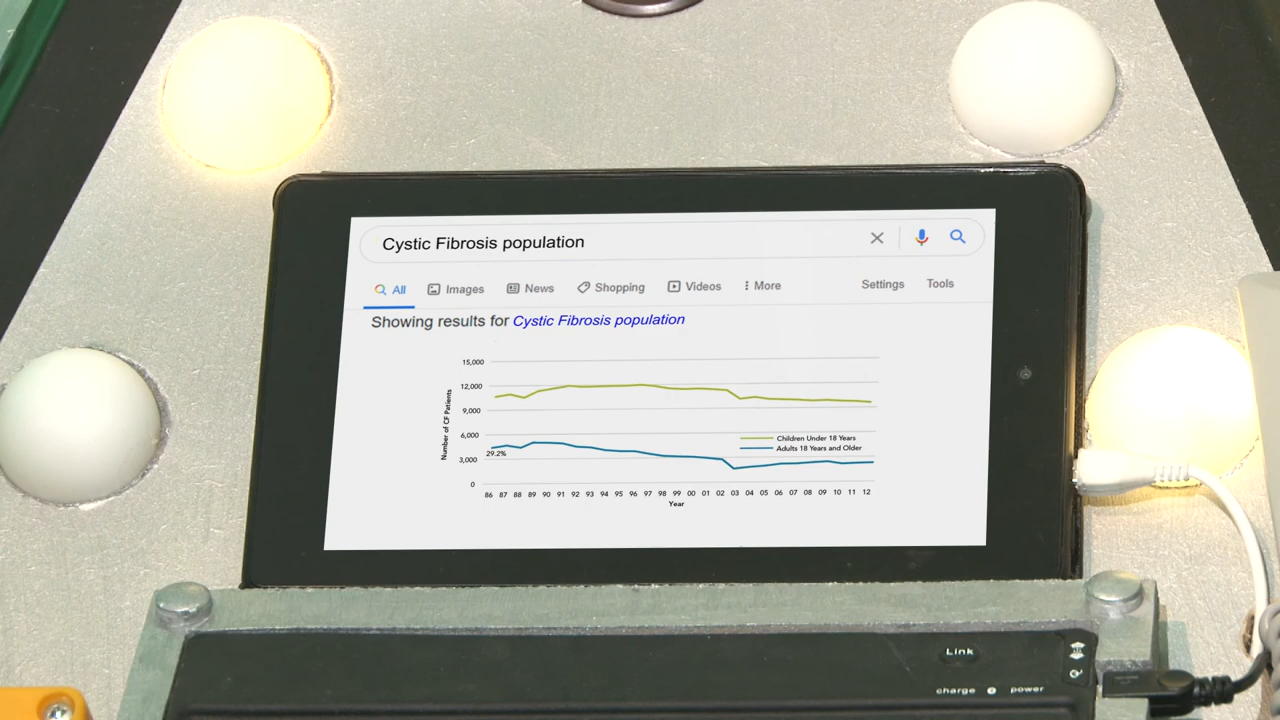 Cystic Fibrosis population
All Images News Shopping Videos More Settings Tools
Showing results for Cystic Fibrosis population
15,000
12,000
9,000
6,000
3,000
0
Number of CF Patients
29.2%
Children Under 18 Years
Adults 18 Years and Older
86 87 88 89 90 91 92 93 94 95 96 97 98 99 00 01 02 03 04 05 06 07 08 09 10 11 12
Year
Link
charge power